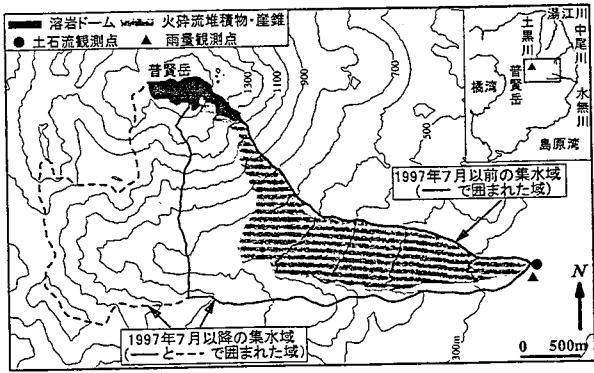 溶岩ドーム 火砕流堆積物・崖錐
● 土石流観測点 ▲ 雨量観測点
普賢岳
1300
1100
900
700
500
300m
湯江川
土黒川
中尾川
橘湾
普賢岳
水無川
島原湾
1997年7月以前の集水域
(── で囲まれた域)
1997年7月以降の集水域
(──と---- で囲まれた域)
N
0 500m